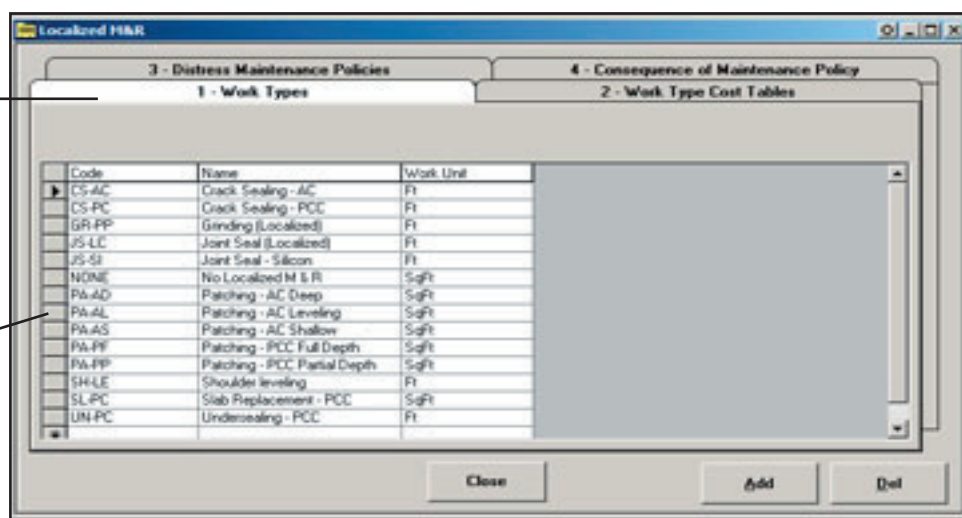 Localized M&R
3 - Distress Maintenance Policies
4 - Consequence of Maintenance Policy
1 - Work Types
2 - Work Type Cost Tables
Code Name Work Unit
CS-AC Crack Sealing - AC Ft
CS-PC Crack Sealing - PCC Ft
GR-PP Grinding (Localized) Ft
JS-LC Joint Seal (Localized) Ft
JS-SI Joint Seal - Silicon Ft
NONE No Localized M & R SqFt
PA-AD Patching - AC Deep SqFt
PA-AL Patching - AC Leveling SqFt
PA-AS Patching - AC Shallow SqFt
PA-PF Patching - PCC Full Depth SqFt
PA-PP Patching - PCC Partial Depth SqFt
SH-LE Shoulder leveling Ft
SL-PC Slab Replacement - PCC SqFt
UN-PC Undersealing - PCC Ft
Close Add Del